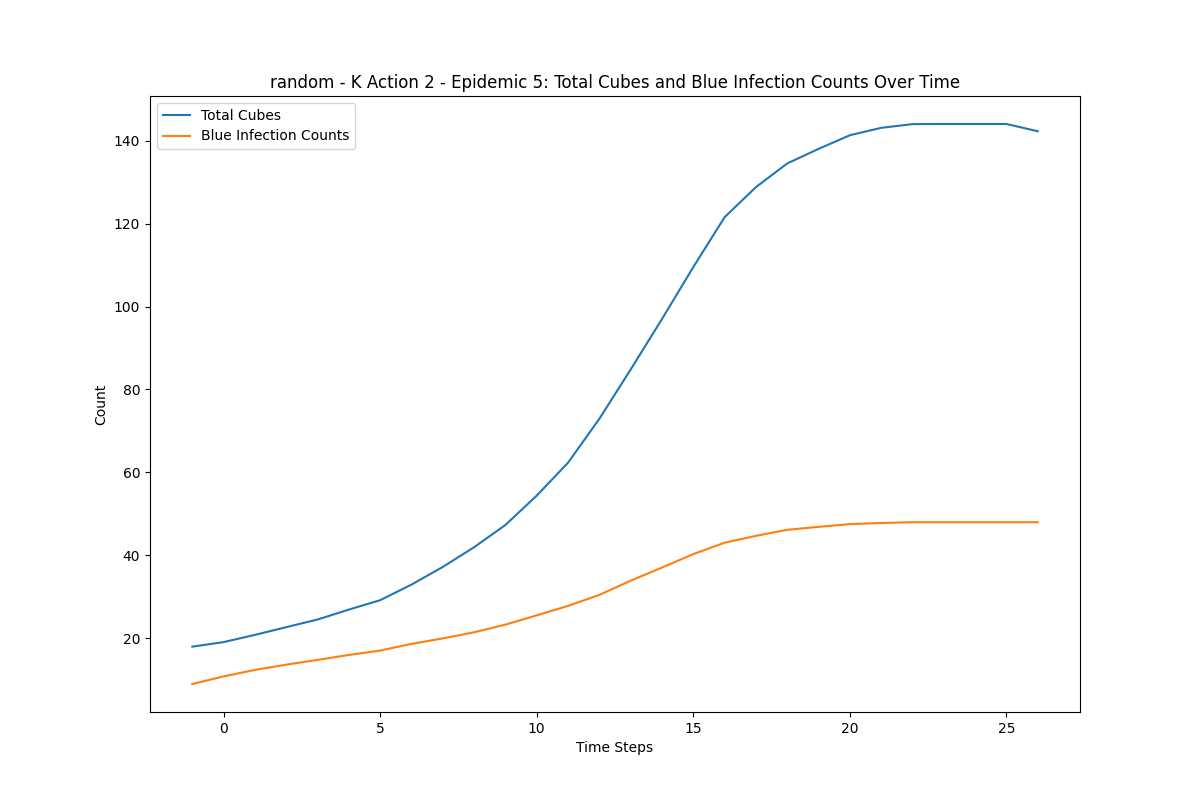 random - K Action 2 - Epidemic 5: Total Cubes and Blue Infection Counts Over Time
Total Cubes
Blue Infection Counts
140
120
100
80
60
40
20
Count
0 5 10 15 20 25
Time Steps